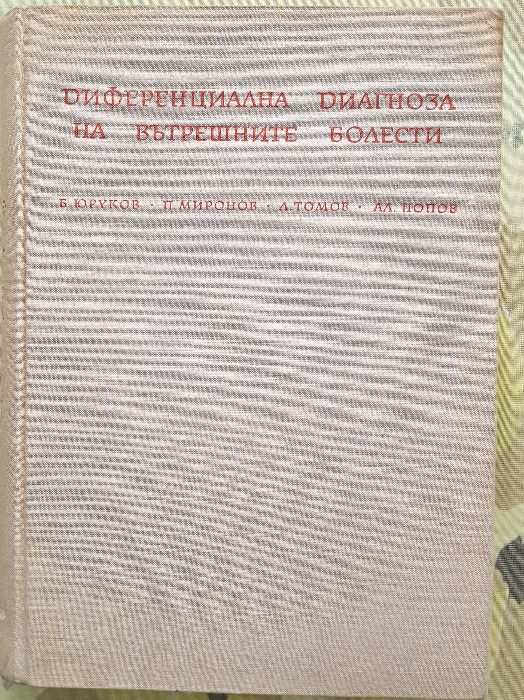 ДИФЕРЕНЦИАЛНА ДИАГНОЗА
НА ВЪТРЕШНИТЕ БОЛЕСТИ
Б. ЮРУКОВ · П. МИРОНОВ · Л. ТОМОВ · АЛ. ПОПОВ